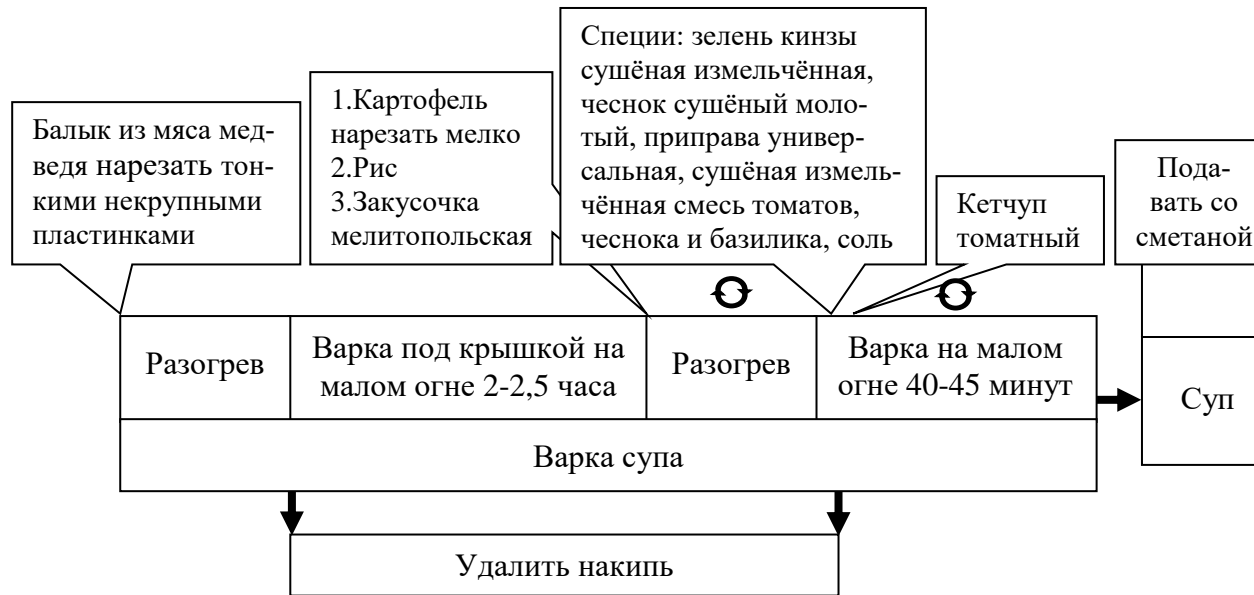 Балык из мяса мед-
ведя нарезать тон-
кими некрупными
пластинками
1.Картофель
нарезать мелко
2.Рис
3.Закусочка
мелитопольская
Специи: зелень кинзы
сушёная измельчённая,
чеснок сушёный моло-
тый, приправа универ-
сальная, сушёная измель-
чённая смесь томатов,
чеснока и базилика, соль
Кетчуп
томатный
Пода-
вать со
сметаной
Разогрев
Варка под крышкой на
малом огне 2-2,5 часа
Разогрев
Варка на малом
огне 40-45 минут
Суп
Варка супа
Удалить накипь